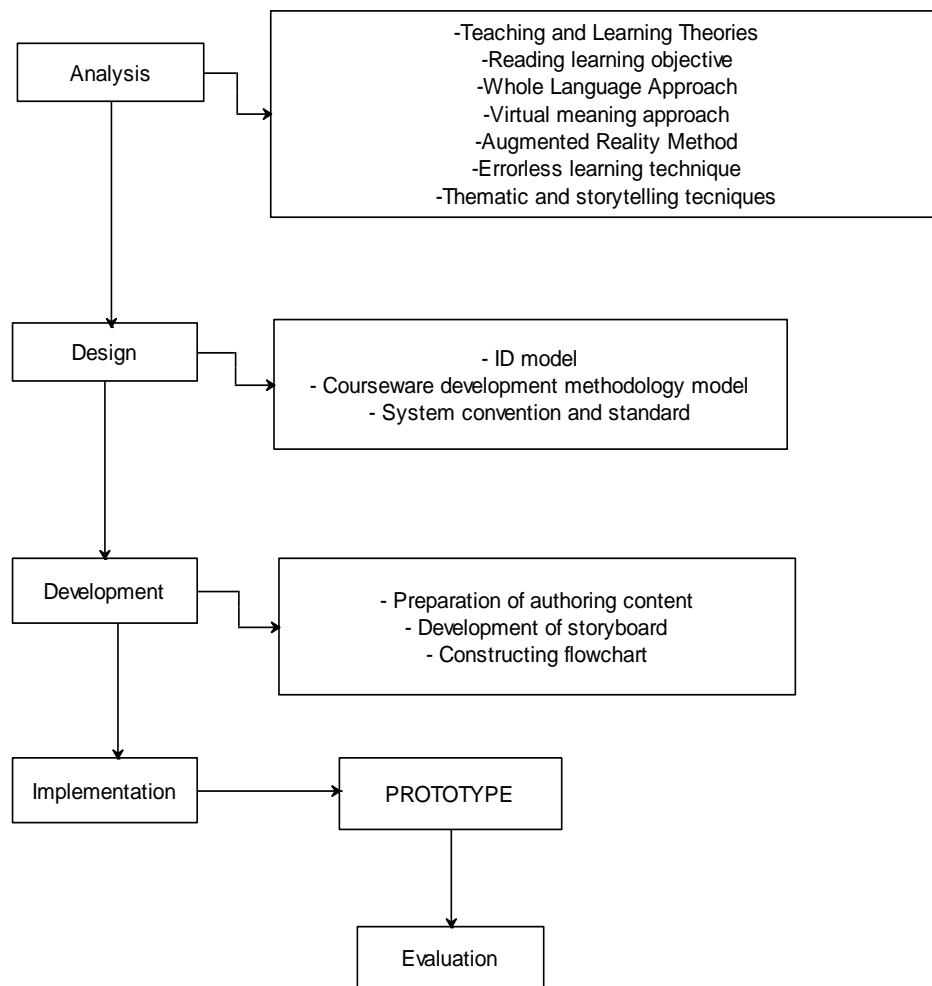 Analysis
-Teaching and Learning Theories
-Reading learning objective
-Whole Language Approach
-Virtual meaning approach
-Augmented Reality Method
-Errorless learning technique
-Thematic and storytelling tecniques
Design
- ID model
- Courseware development methodology model
- System convention and standard
Development
- Preparation of authoring content
- Development of storyboard
- Constructing flowchart
Implementation
PROTOTYPE
Evaluation